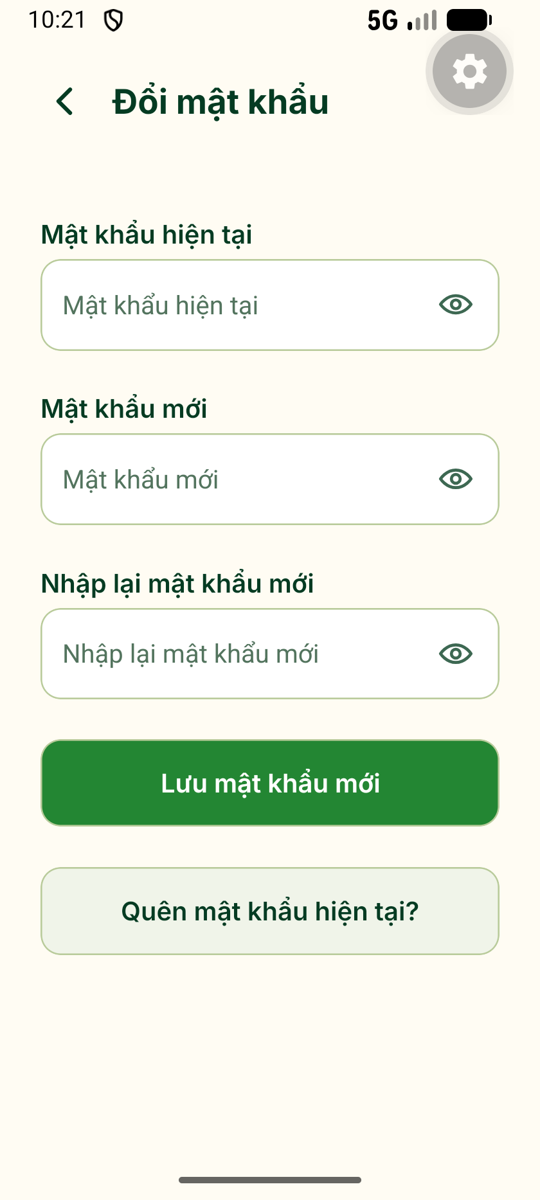 10:21 5G
Đổi mật khẩu
Mật khẩu hiện tại
Mật khẩu hiện tại
Mật khẩu mới
Mật khẩu mới
Nhập lại mật khẩu mới
Nhập lại mật khẩu mới
Lưu mật khẩu mới
Quên mật khẩu hiện tại?